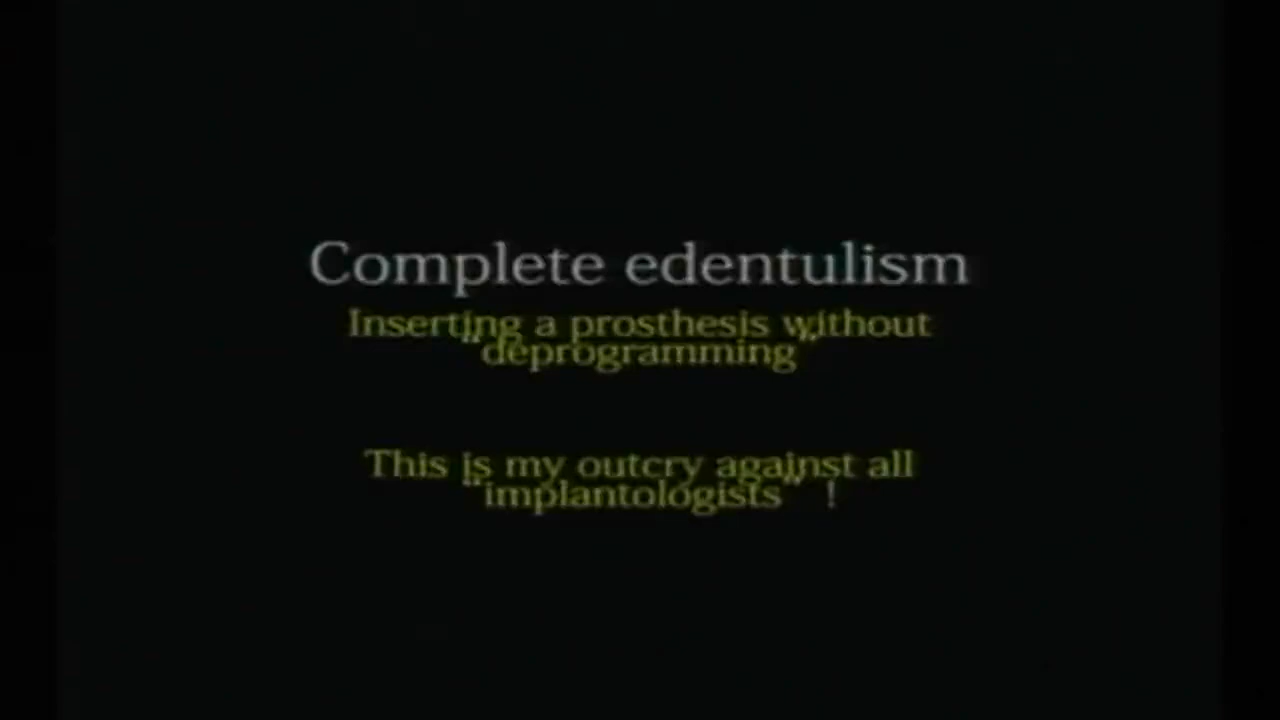 Complete edentulism
Inserting a prosthesis without
"deprogramming"
This is my outcry against all
"implantologists" !